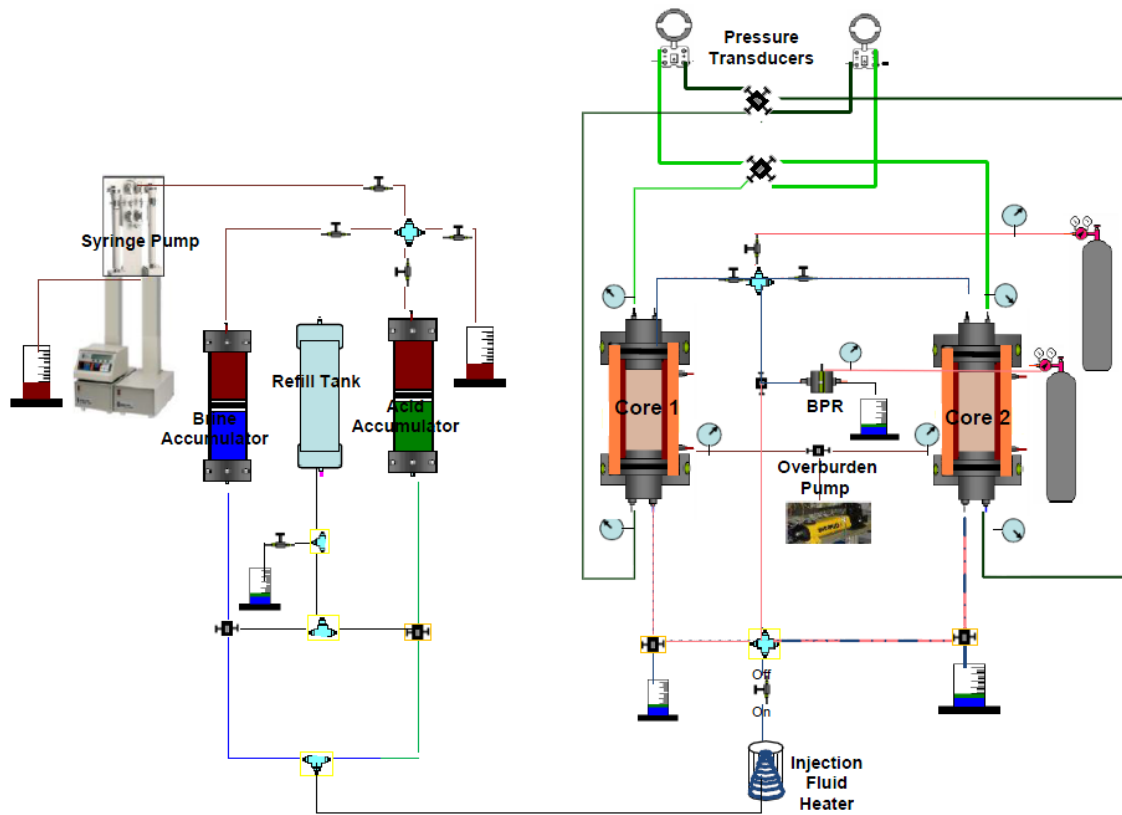 Pressure
Transducers
Syringe Pump
Refill Tank
Brine
Accumulator
Acid
Accumulator
Core 1
Core 2
BPR
Overburden
Pump
Off
On
Injection
Fluid
Heater